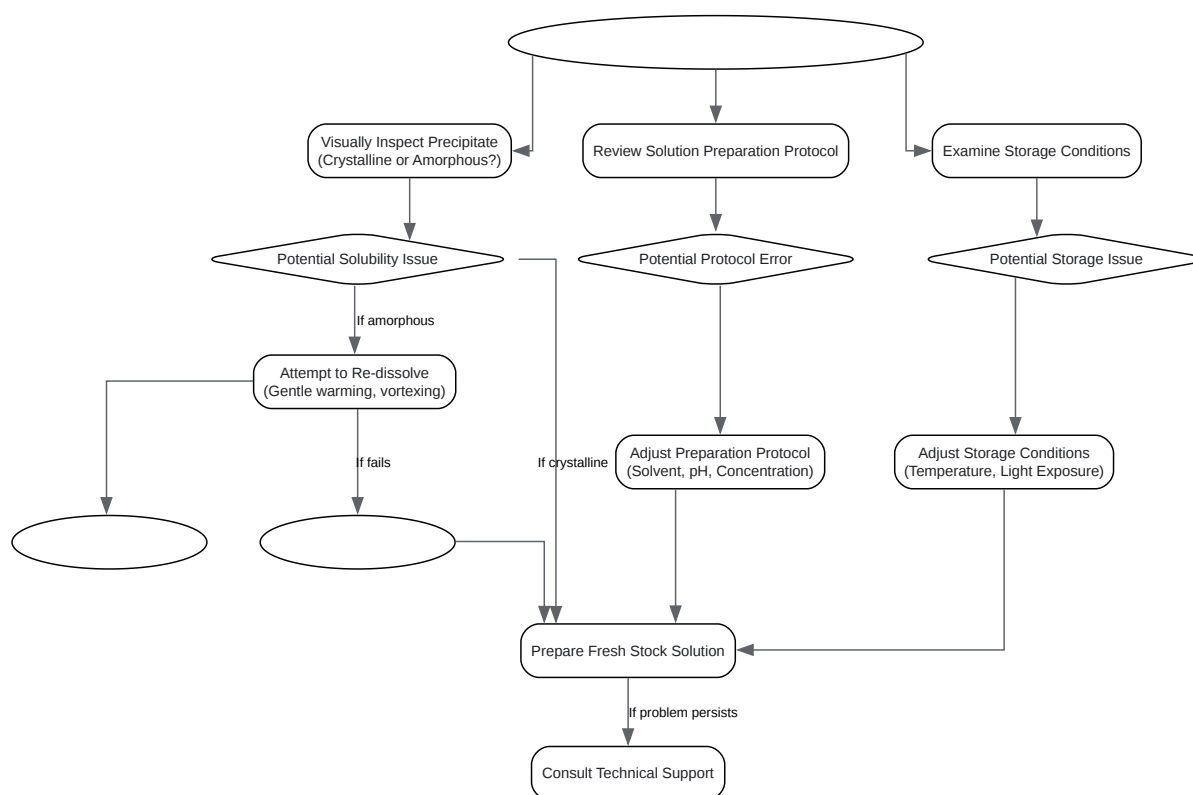 Visually Inspect Precipitate
(Crystalline or Amorphous?)
Review Solution Preparation Protocol
Examine Storage Conditions
Potential Solubility Issue
Potential Protocol Error
Potential Storage Issue
If amorphous
Attempt to Re-dissolve
(Gentle warming, vortexing)
If fails
If crystalline
Adjust Preparation Protocol
(Solvent, pH, Concentration)
Adjust Storage Conditions
(Temperature, Light Exposure)
Prepare Fresh Stock Solution
If problem persists
Consult Technical Support